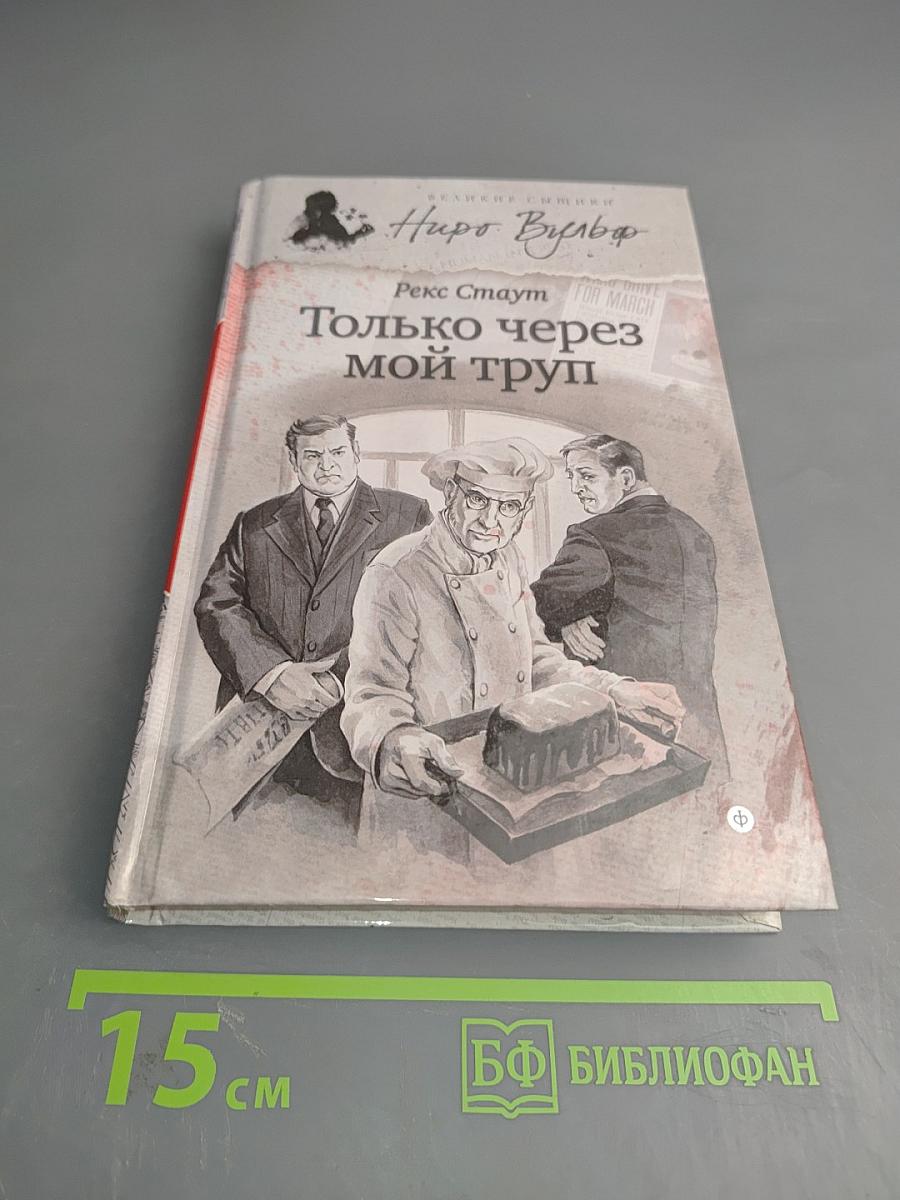 ВЕЛИКИЕ СЫЩИКИ
Ниро Вульф
Рекс Стаут
FOR MARCH
Только через
мой труп
Ф
15 см
БФ БИБЛИОФАН